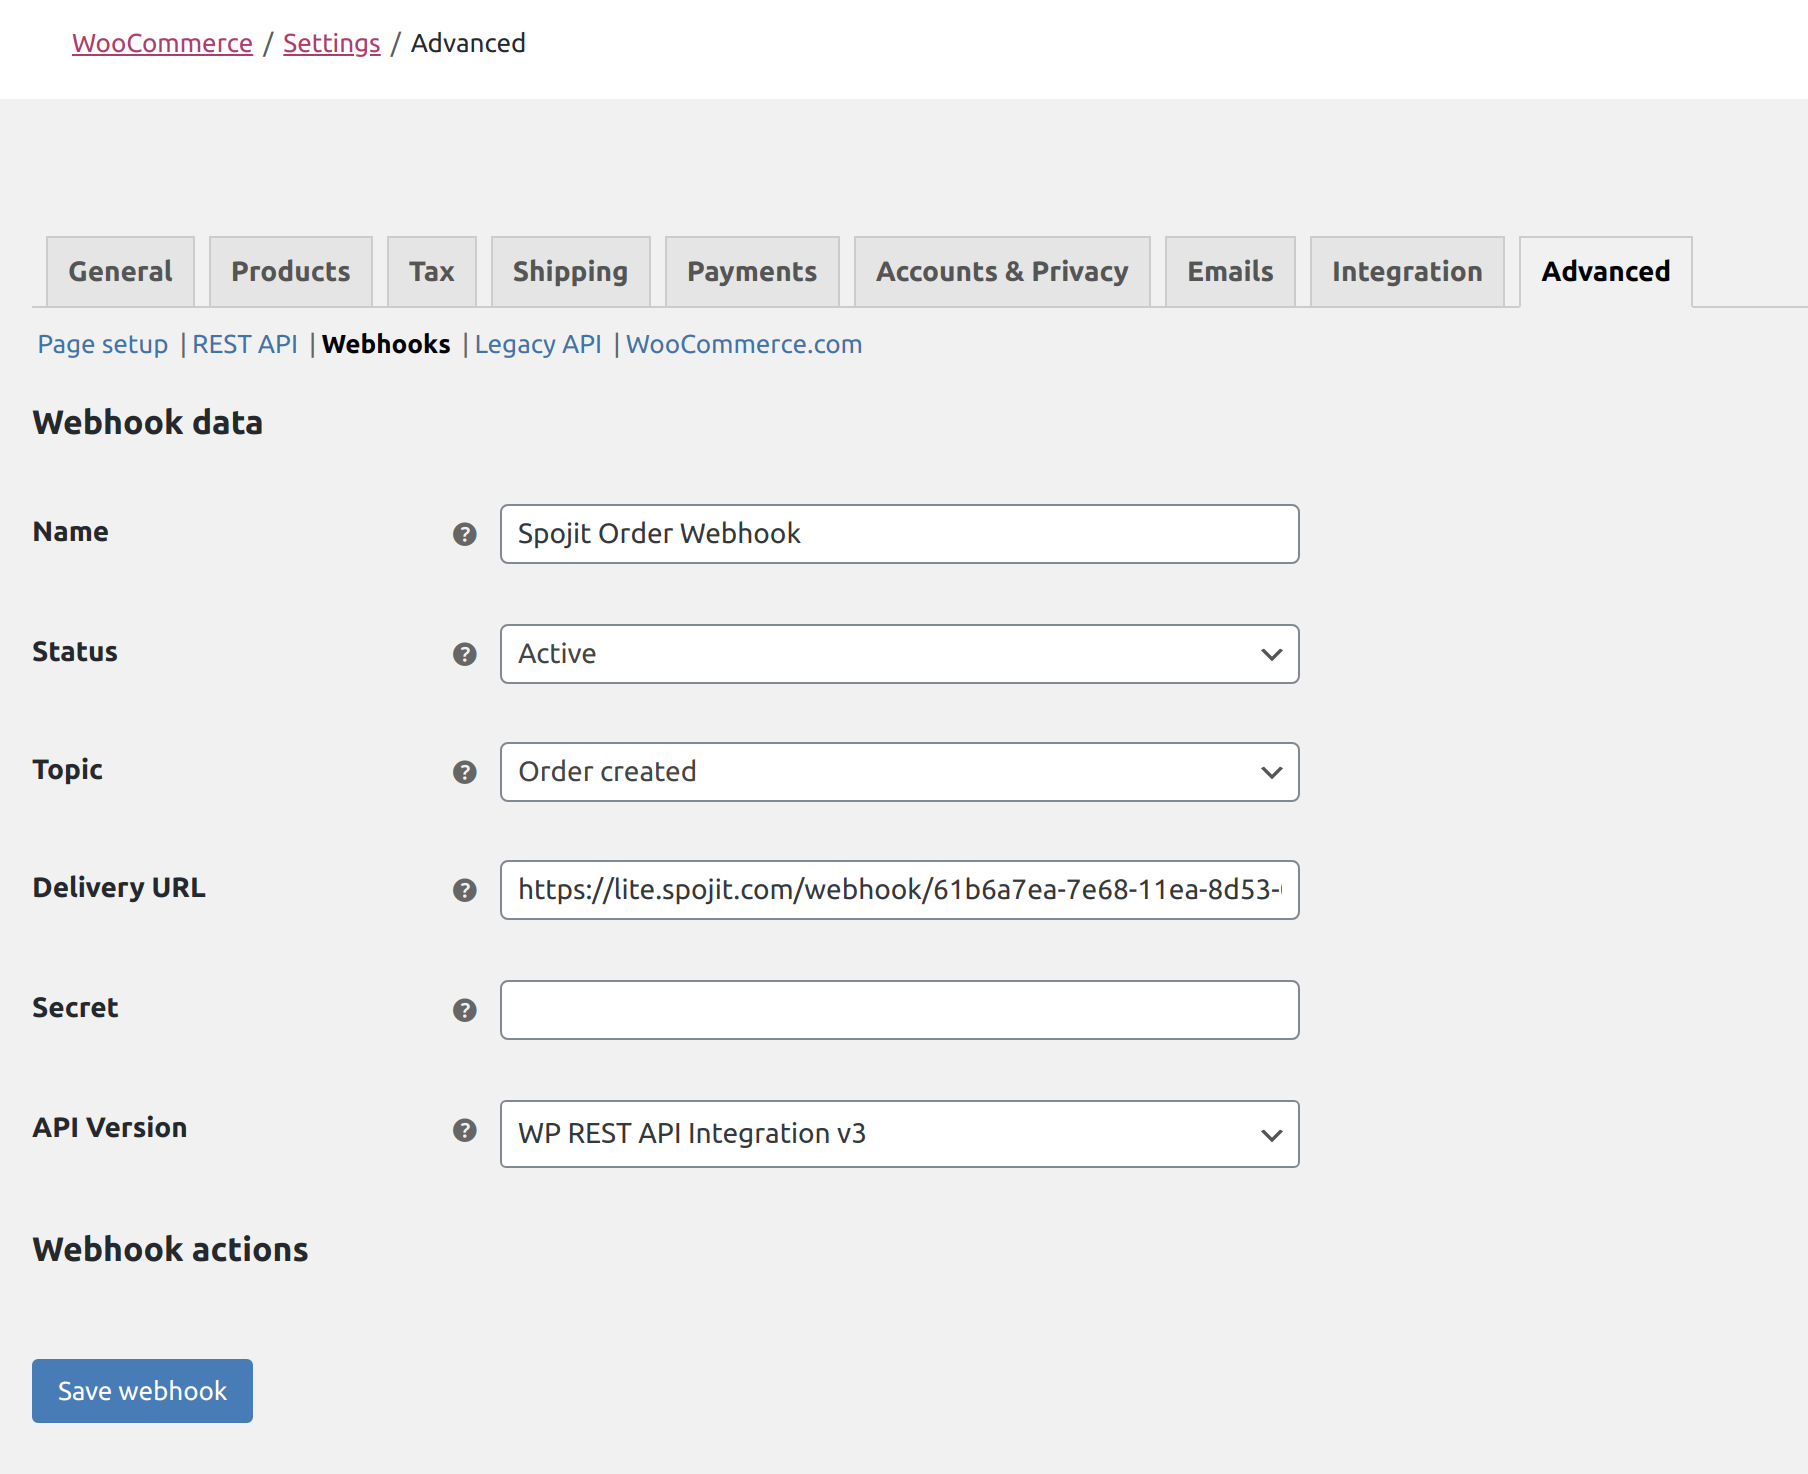 WooCommerce / Settings / Advanced
General Products Tax Shipping Payments Accounts & Privacy Emails Integration Advanced
Page setup | REST API | Webhooks | Legacy API | WooCommerce.com
Webhook data
Name ? Spojit Order Webhook
Status ? Active
Topic ? Order created
Delivery URL ? https://lite.spojit.com/webhook/61b6a7ea-7e68-11ea-8d53-
Secret ?
API Version ? WP REST API Integration v3
Webhook actions
Save webhook